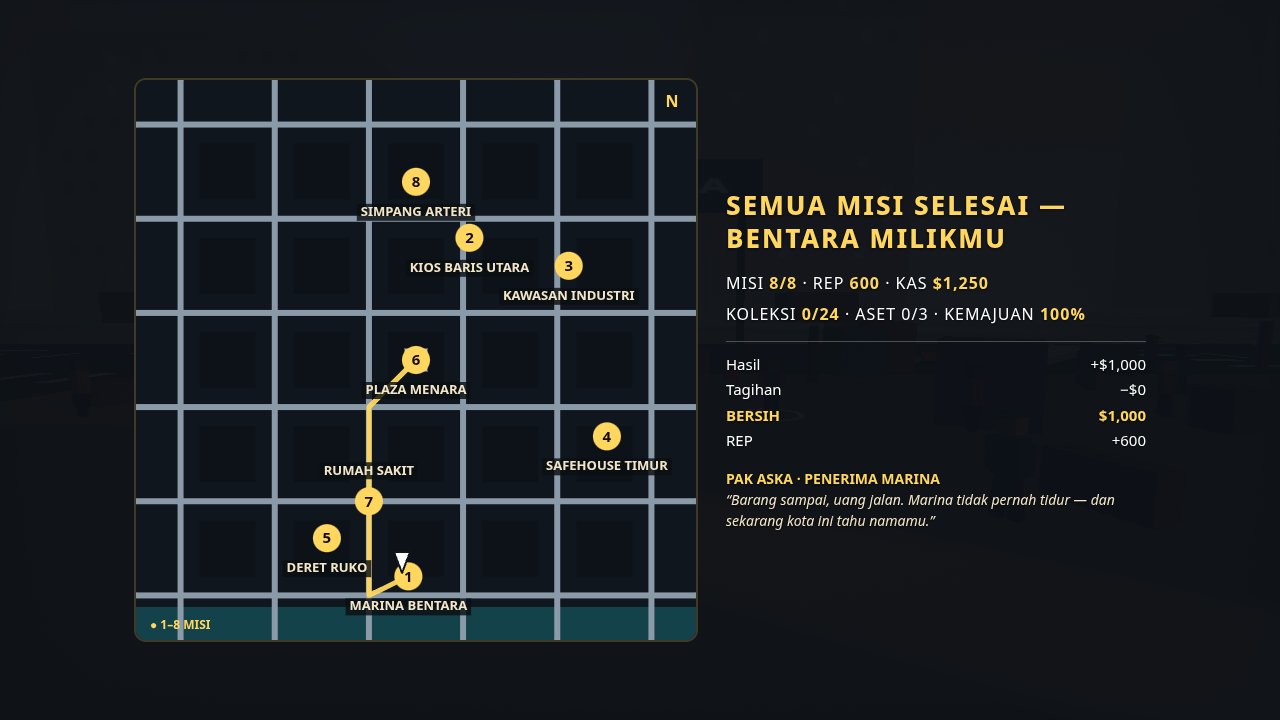 N
8
SIMPANG ARTERI
2
KIOS BARIS UTARA
3
KAWASAN INDUSTRI
6
PLAZA MENARA
4
SAFEHOUSE TIMUR
RUMAH SAKIT
7
5
DERET RUKO
1
MARINA BENTARA
● 1–8 MISI
SEMUA MISI SELESAI —
BENTARA MILIKMU
MISI 8/8 · REP 600 · KAS $1,250
KOLEKSI 0/24 · ASET 0/3 · KEMAJUAN 100%
Hasil +$1,000
Tagihan −$0
BERSIH $1,000
REP +600
PAK ASKA · PENERIMA MARINA
“Barang sampai, uang jalan. Marina tidak pernah tidur — dan
sekarang kota ini tahu namamu.”